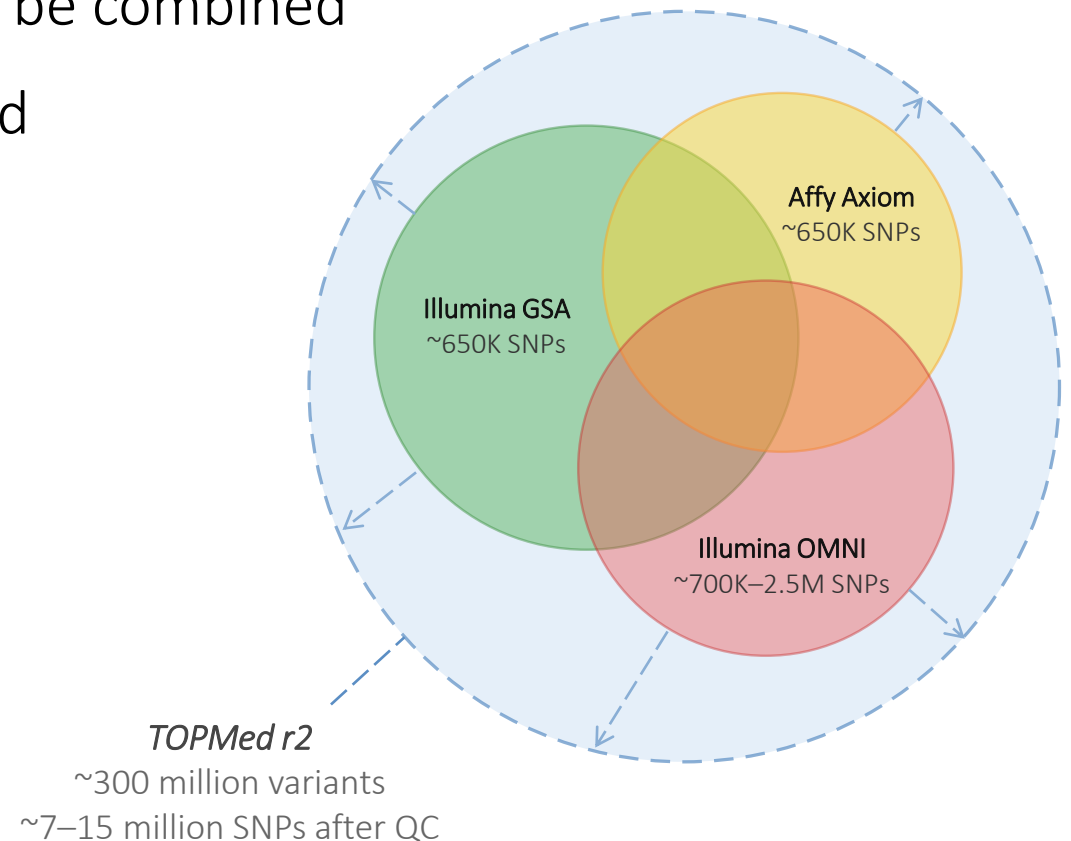 be combined
d
Affy Axiom
~650K SNPs
Illumina GSA
~650K SNPs
Illumina OMNI
~700K–2.5M SNPs
TOPMed r2
~300 million variants
~7–15 million SNPs after QC